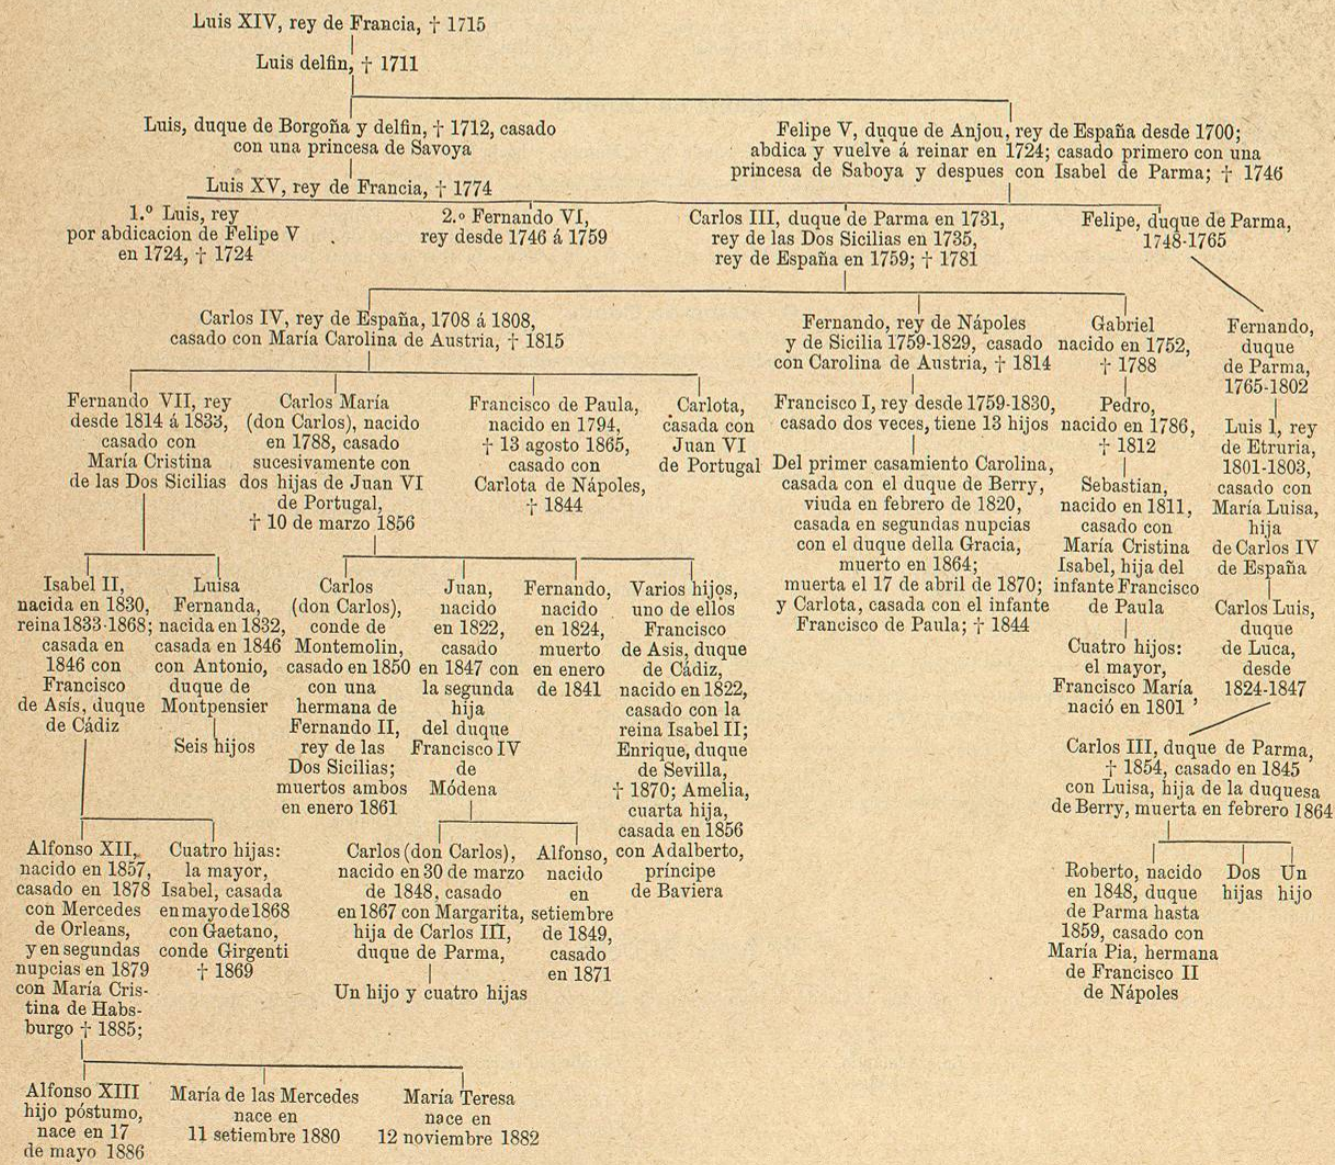 Luis XIV, rey de Francia, † 1715
Luis delfin, † 1711
Luis, duque de Borgoña y delfin, † 1712, casado
con una princesa de Savoya
Felipe V, duque de Anjou, rey de España desde 1700;
abdica y vuelve á reinar en 1724; casado primero con una
princesa de Saboya y despues con Isabel de Parma; † 1746
Luis XV, rey de Francia, † 1774
1.º Luis, rey
por abdicacion de Felipe V
en 1724, † 1724
2.º Fernando VI,
rey desde 1746 á 1759
Carlos III, duque de Parma en 1731,
rey de las Dos Sicilias en 1735,
rey de España en 1759; † 1781
Felipe, duque de Parma,
1748-1765
Carlos IV, rey de España, 1708 á 1808,
casado con María Carolina de Austria, † 1815
Fernando, rey de Nápoles
y de Sicilia 1759-1829, casado
con Carolina de Austria, † 1814
Gabriel
nacido en 1752,
† 1788
Fernando,
duque
de Parma,
1765-1802
Fernando VII, rey
desde 1814 á 1833,
casado con
María Cristina
de las Dos Sicilias
Carlos María
(don Carlos), nacido
en 1788, casado
sucesivamente con
dos hijas de Juan VI
de Portugal,
† 10 de marzo 1856
Francisco de Paula,
nacido en 1794,
† 13 agosto 1865,
casado con
Carlota de Nápoles,
† 1844
Carlota,
casada con
Juan VI
de Portugal
Francisco I, rey desde 1759-1830,
casado dos veces, tiene 13 hijos
Del primer casamiento Carolina,
casada con el duque de Berry,
viuda en febrero de 1820,
casada en segundas nupcias
con el duque della Gracia,
muerto en 1864;
muerta el 17 de abril de 1870;
y Carlota, casada con el infante
Francisco de Paula; † 1844
Pedro,
nacido en 1786,
† 1812
Sebastian,
nacido en 1811,
casado con
María Cristina
Isabel, hija del
infante Francisco
de Paula
Cuatro hijos:
el mayor,
Francisco María
nació en 1801
Luis I, rey
de Etruria,
1801-1803,
casado con
María Luisa,
hija
de Carlos IV
de España
Carlos Luis,
duque
de Luca,
desde
1824-1847
Isabel II,
nacida en 1830,
reina 1833-1868;
casada en
1846 con
Francisco
de Asís, duque
de Cádiz
Luisa
Fernanda,
nacida en 1832,
casada en 1846
con Antonio,
duque de
Montpensier
Seis hijos
Carlos
(don Carlos),
conde de
Montemolin,
casado en 1850
con una
hermana de
Fernando II,
rey de las
Dos Sicilias;
muertos ambos
en enero 1861
Juan,
nacido
en 1822,
casado
en 1847 con
la segunda
hija
del duque
Francisco IV
de
Módena
Fernando,
nacido
en 1824,
muerto
en enero
de 1841
Varios hijos,
uno de ellos
Francisco
de Asis, duque
de Cádiz,
nacido en 1822,
casado con la
reina Isabel II;
Enrique, duque
de Sevilla,
† 1870; Amelia,
cuarta hija,
casada en 1856
con Adalberto,
príncipe
de Baviera
Carlos III, duque de Parma,
† 1854, casado en 1845
con Luisa, hija de la duquesa
de Berry, muerta en febrero 1864
Alfonso XII,
nacido en 1857,
casado en 1878
con Mercedes
de Orleans,
y en segundas
nupcias en 1879
con María Cris-
tina de Habs-
burgo † 1885;
Cuatro hijas:
la mayor,
Isabel, casada
en mayo de 1868
con Gaetano,
conde Girgenti
† 1869
Carlos (don Carlos),
nacido en 30 de marzo
de 1848, casado
en 1867 con Margarita,
hija de Carlos III,
duque de Parma,
Un hijo y cuatro hijas
Alfonso,
nacido
en
setiembre
de 1849,
casado
en 1871
Roberto, nacido
en 1848, duque
de Parma hasta
1859, casado con
María Pia, hermana
de Francisco II
de Nápoles
Dos
hijas
Un
hijo
Alfonso XIII
hijo póstumo,
nace en 17
de mayo 1886
María de las Mercedes
nace en
11 setiembre 1880
María Teresa
nace en
12 noviembre 1882